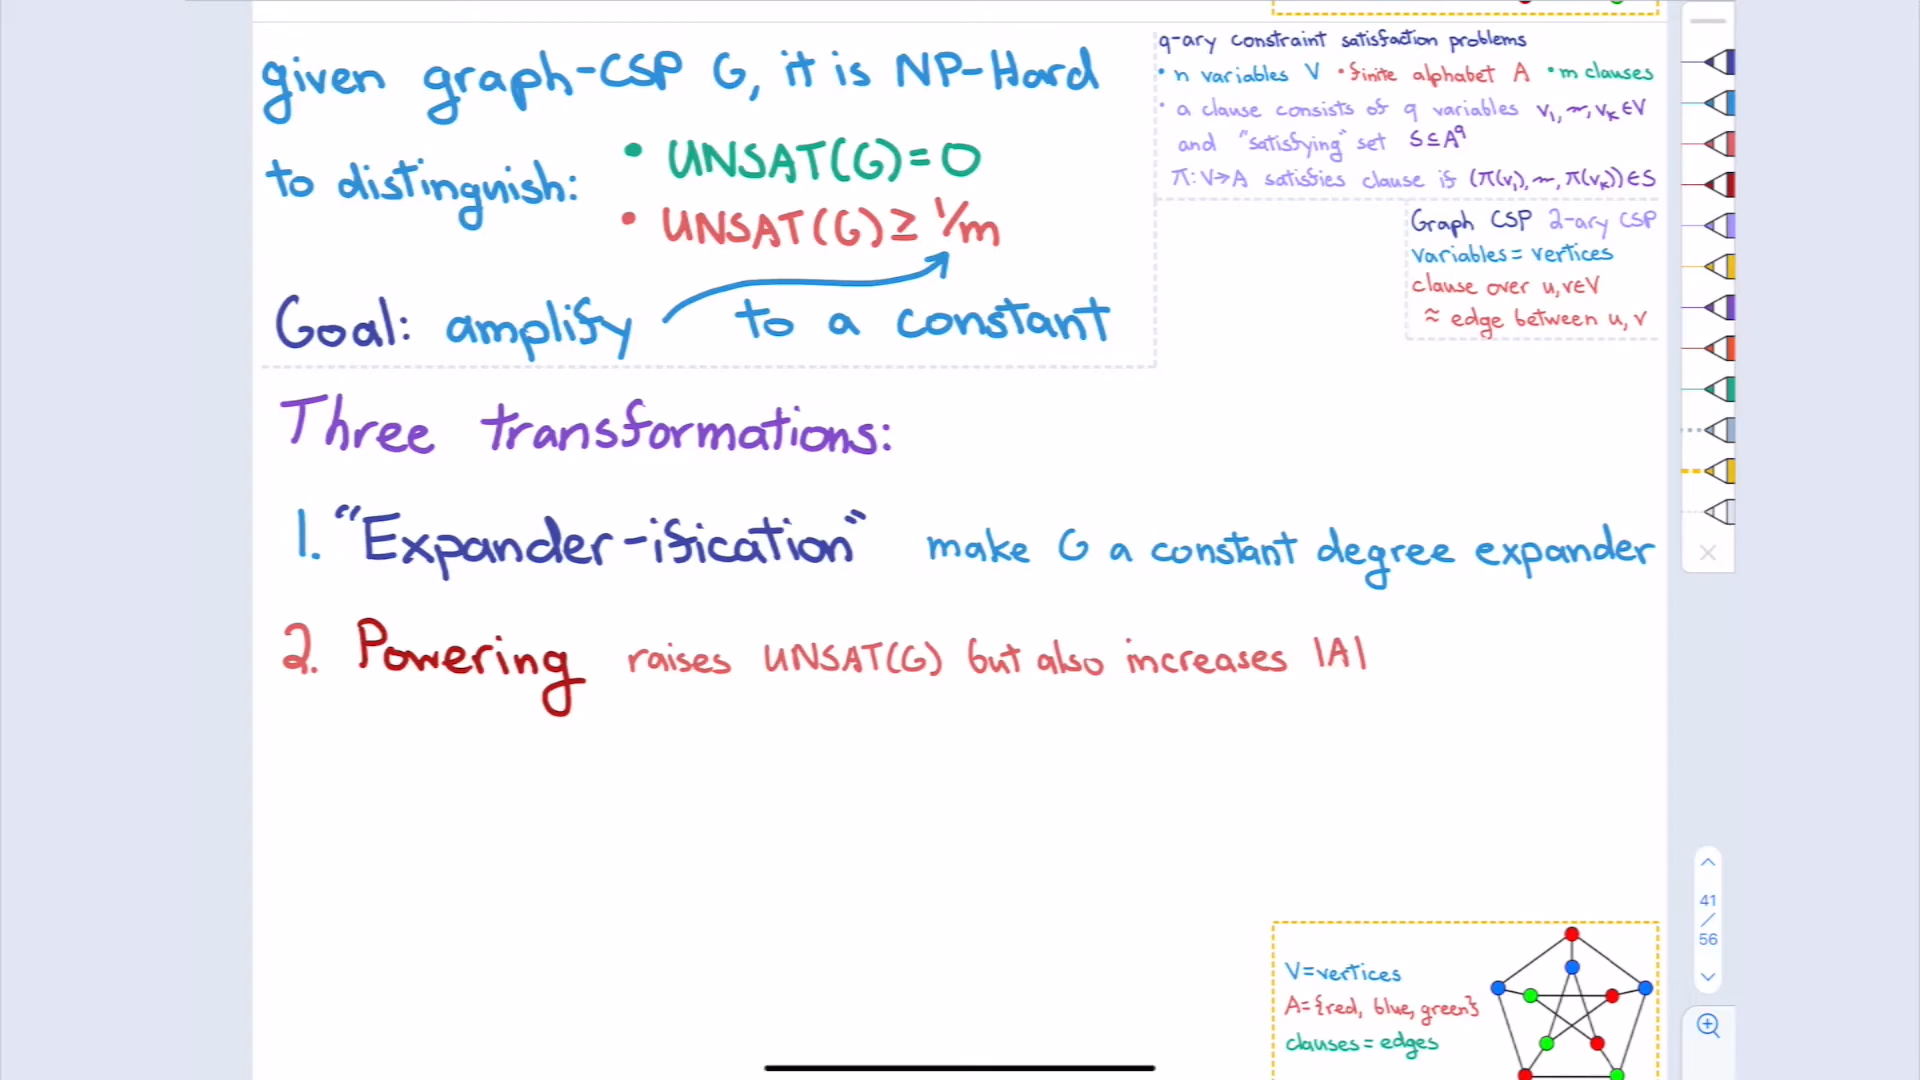 given graph-CSP G, it is NP-Hard
to distinguish:
• UNSAT(G)=0
• UNSAT(G)≥ 1/m
Goal: amplify to a constant
q-ary constraint satisfaction problems
• n variables V • finite alphabet A • m clauses
• a clause consists of q variables v₁,~,vₖ∈V
and "satisfying" set S⊆A^q
π:V→A satisfies clause if (π(v₁),~,π(vₖ))∈S
Graph CSP 2-ary CSP
variables = vertices
clause over u,v∈V
≈ edge between u,v
Three transformations:
1. "Expander-ification" make G a constant degree expander
2. Powering raises UNSAT(G) but also increases |A|
V=vertices
A={red, blue, green}
clauses = edges
41
/
56